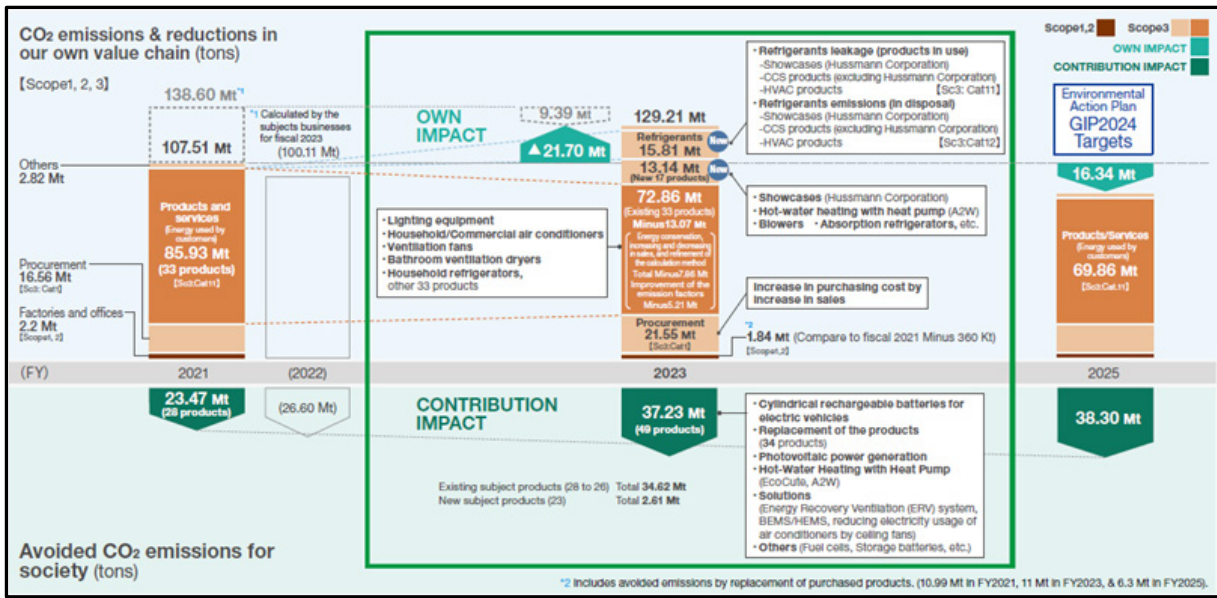 CO2 emissions & reductions in
our own value chain (tons)
【Scope1, 2, 3】
138.60 Mt*1
107.51 Mt
*1 Calculated by the
subjects businesses
for fiscal 2023
(100.11 Mt)
Others
2.82 Mt
Products and
services
(Energy used by
customers)
85.93 Mt
(33 products)
【Sc3:Cat11】
Procurement
16.56 Mt
【Sc3: Cat1】
Factories and offices
2.2 Mt
【Scope1, 2】
OWN
IMPACT
9.39 Mt
▲21.70 Mt
129.21 Mt
Refrigerants
15.81 Mt
New
13.14 Mt
(New 17 products)
New
72.86 Mt
(Existing 33 products)
Minus13.07 Mt
Energy conservation,
increasing and decreasing
in sales, and refinement of
the calculation method
Total Minus7.86 Mt
Improvement of the
emission factors
Minus5.21 Mt
Procurement
21.55 Mt
【Sc3:Cat1】
・Lighting equipment
・Household/Commercial air conditioners
・Ventilation fans
・Bathroom ventilation dryers
・Household refrigerators,
other 33 products
・Refrigerants leakage (products in use)
-Showcases (Hussmann Corporation)
-CCS products (excluding Hussmann Corporation)
-HVAC products 【Sc3: Cat11】
・Refrigerants emissions (in disposal)
-Showcases (Hussmann Corporation)
-CCS products (excluding Hussmann Corporation)
-HVAC products 【Sc3:Cat12】
・Showcases (Hussmann Corporation)
・Hot-water heating with heat pump (A2W)
・Blowers ・Absorption refrigerators, etc.
Increase in purchasing cost by
increase in sales
*2
1.84 Mt (Compare to fiscal 2021 Minus 360 Kt)
【Scope1,2】
Scope1,2 Scope3
OWN IMPACT
CONTRIBUTION IMPACT
Environmental
Action Plan
GIP2024
Targets
16.34 Mt
Products/Services
(Energy used by
customers)
69.86 Mt
【Sc3:Cat.11】
(FY) 2021 (2022) 2023 2025
23.47 Mt
(28 products)
(26.60 Mt)
CONTRIBUTION
IMPACT
37.23 Mt
(49 products)
Existing subject products (28 to 26) Total 34.62 Mt
New subject products (23) Total 2.61 Mt
・Cylindrical rechargeable batteries for
electric vehicles
・Replacement of the products
(34 products)
・Photovoltaic power generation
・Hot-Water Heating with Heat Pump
(EcoCute, A2W)
・Solutions
(Energy Recovery Ventilation (ERV) system,
BEMS/HEMS, reducing electricity usage of
air conditioners by ceiling fans)
・Others (Fuel cells, Storage batteries, etc.)
38.30 Mt
Avoided CO2 emissions for
society (tons)
*2 Includes avoided emissions by replacement of purchased products. (10.99 Mt in FY2021, 11 Mt in FY2023, & 6.3 Mt in FY2025).